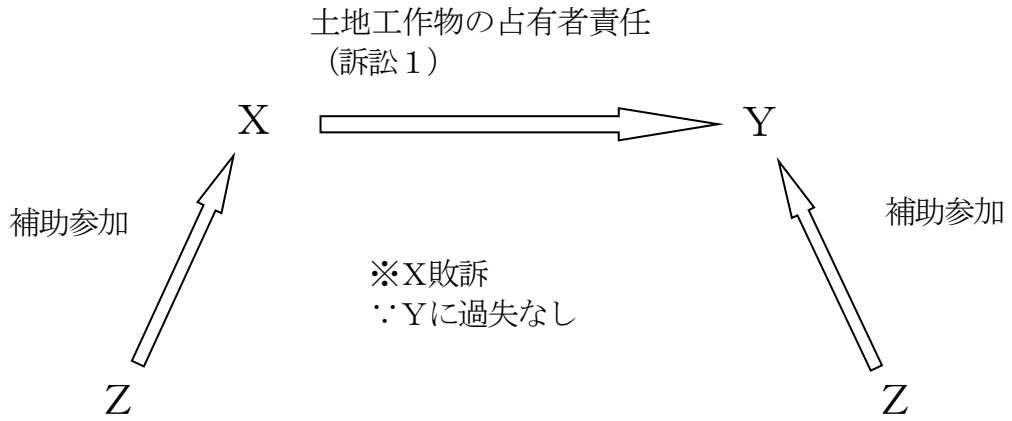 土地工作物の占有者責任
（訴訟１）
Ｘ
Ｙ
補助参加
補助参加
※Ｘ敗訴
∵Ｙに過失なし
Ｚ
Ｚ